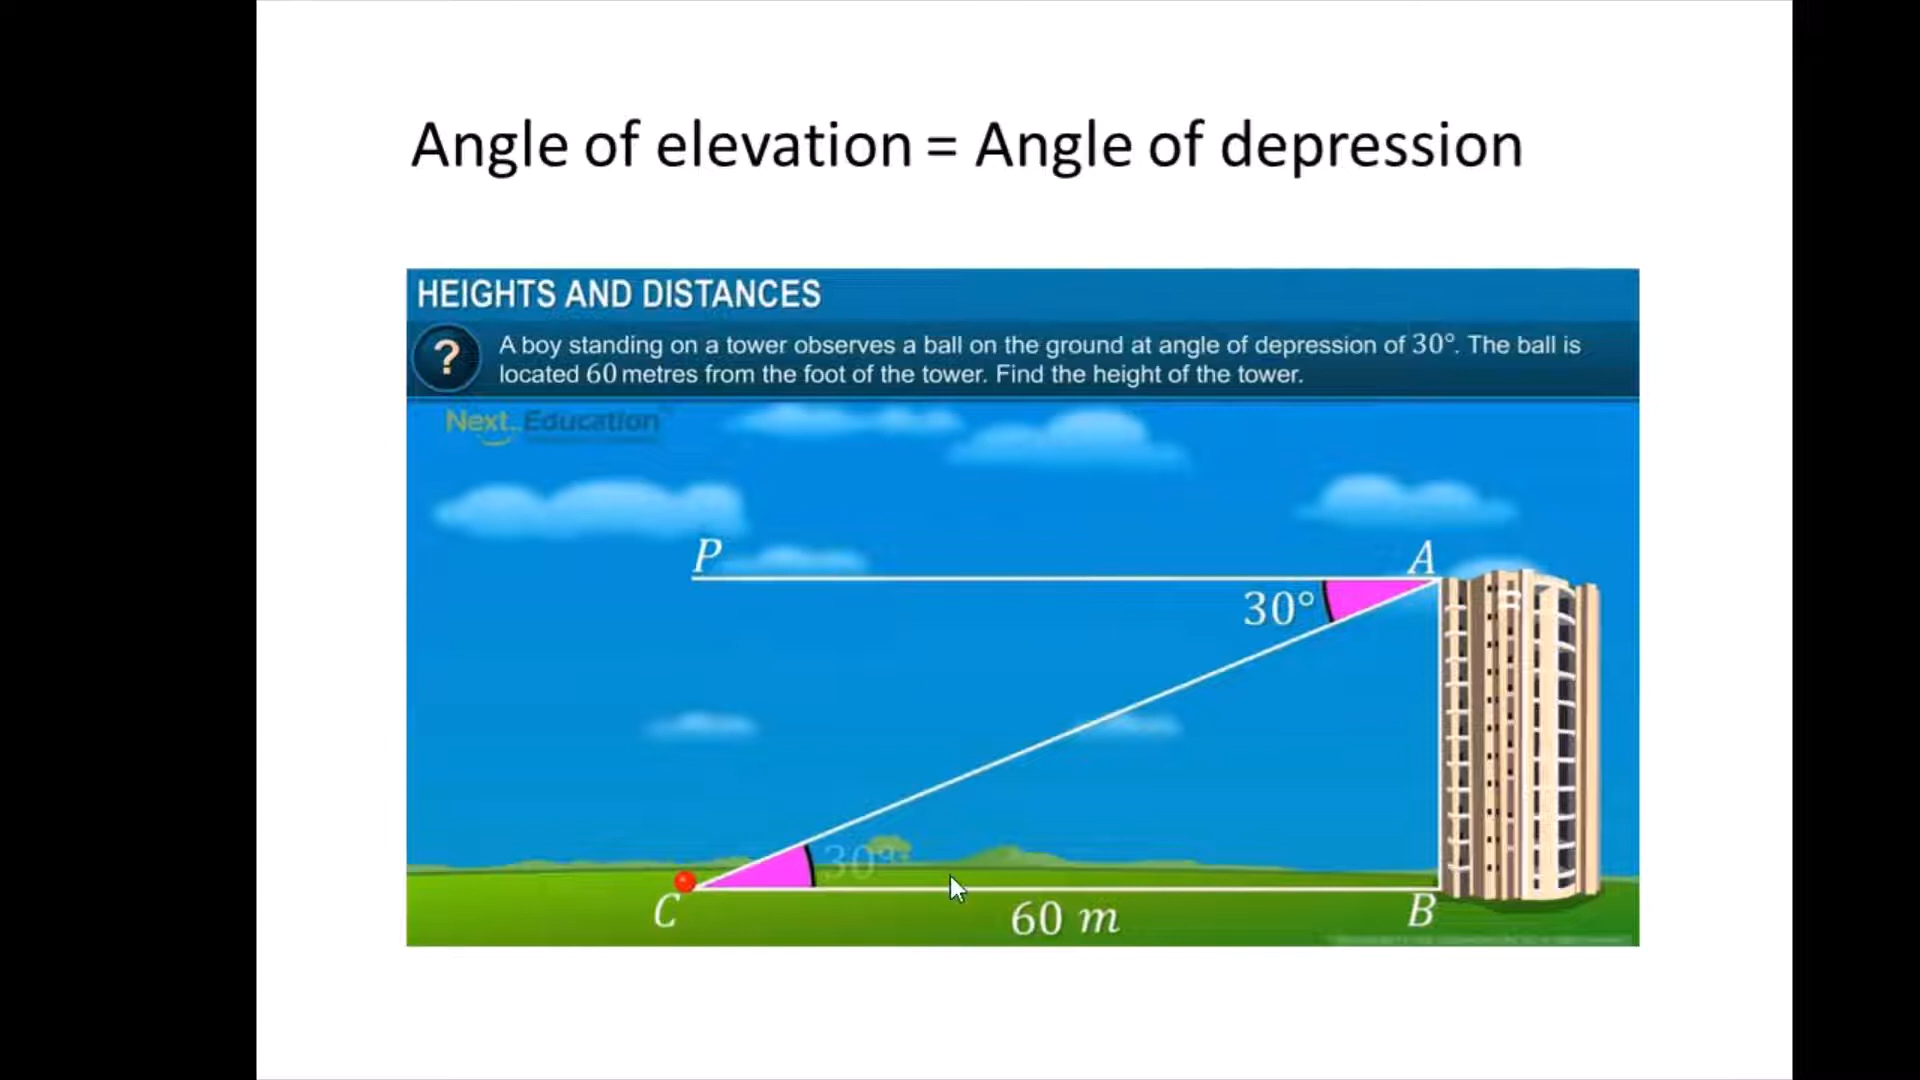 Angle of elevation = Angle of depression
HEIGHTS AND DISTANCES
?
A boy standing on a tower observes a ball on the ground at angle of depression of 30°. The ball is
located 60 metres from the foot of the tower. Find the height of the tower.
Next Education
P
A
30°
30°
C
60 m
B